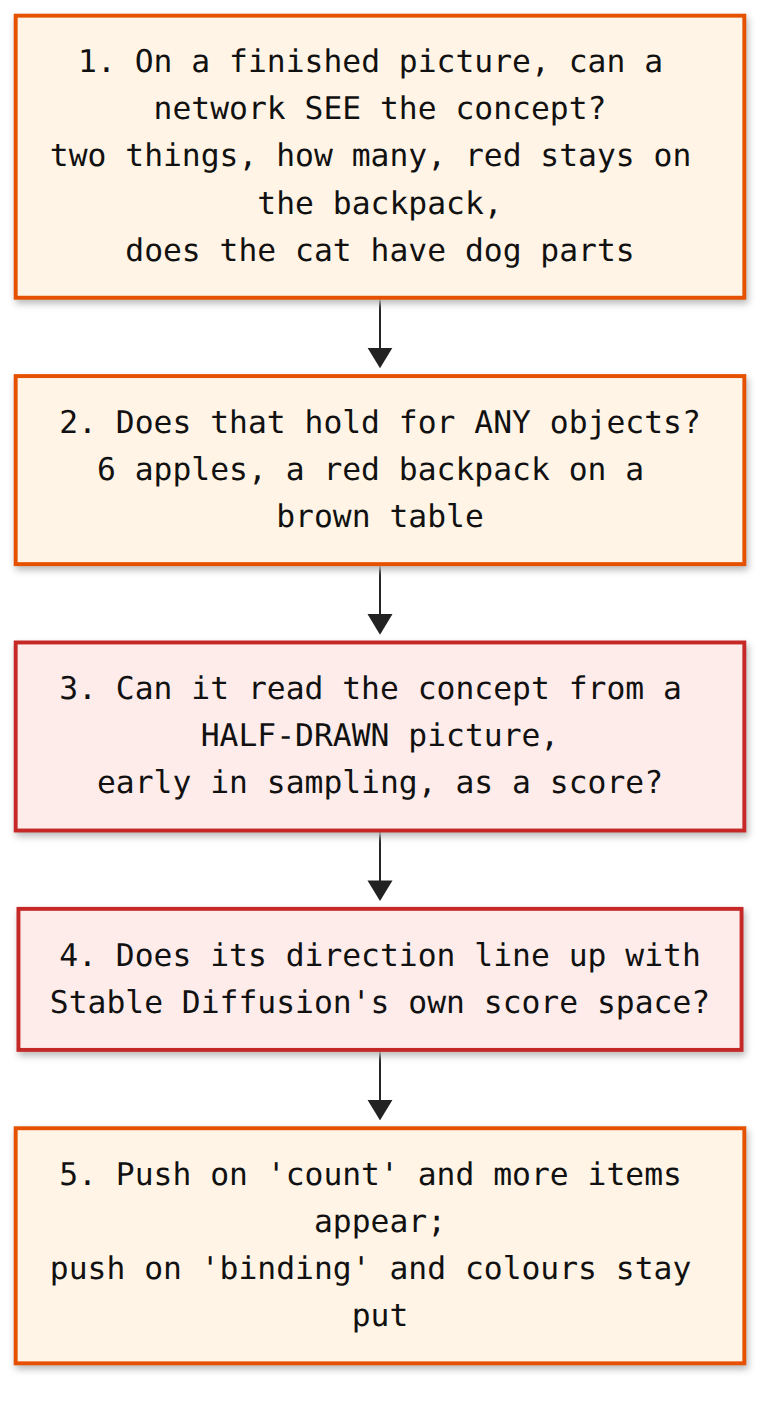 1. On a finished picture, can a
network SEE the concept?
two things, how many, red stays on
the backpack,
does the cat have dog parts
2. Does that hold for ANY objects?
6 apples, a red backpack on a
brown table
3. Can it read the concept from a
HALF-DRAWN picture,
early in sampling, as a score?
4. Does its direction line up with
Stable Diffusion's own score space?
5. Push on 'count' and more items
appear;
push on 'binding' and colours stay
put